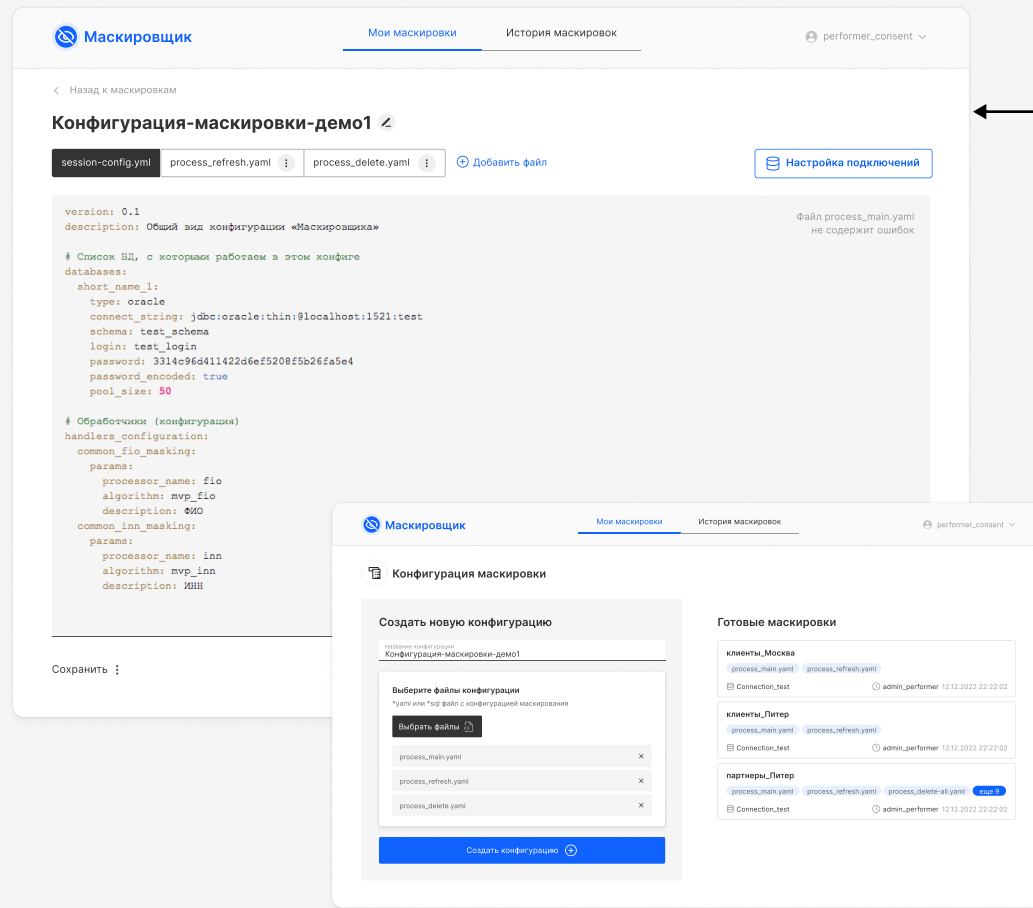 Маскировщик
Мои маскировки
История маскировок
performer_consent
Назад к маскировкам
Конфигурация-маскировки-демо1
session-config.yml
process_refresh.yaml
process_delete.yaml
Добавить файл
Настройка подключений
Файл process_main.yaml
не содержит ошибок
version: 0.1
description: Общий вид конфигурации «Маскировщика»
# Список БД, с которыми работаем в этом конфиге
databases:
short_name_1:
type: oracle
connect_string: jdbc:oracle:thin:@localhost:1521:test
schema: test_schema
login: test_login
password: 3314c96d411422d6ef5208f5b26fa5e4
password_encoded: true
pool_size: 50
# Обработчики (конфигурация)
handlers_configuration:
common_fio_masking:
params:
processor_name: fio
algorithm: mvp_fio
description: ФИО
common_inn_masking:
params:
processor_name: inn
algorithm: mvp_inn
description: ИНН
Сохранить
Маскировщик
Мои маскировки
История маскировок
performer_consent
Конфигурация маскировки
Создать новую конфигурацию
Название конфигурации
Конфигурация-маскировки-демо1
Выберите файлы конфигурации
*yaml или *sql файл с конфигурацией маскирования
Выбрать файлы
process_main.yaml
process_refresh.yaml
process_delete.yaml
Создать конфигурацию
Готовые маскировки
клиенты_Москва
process_main.yaml process_refresh.yaml
Connection_test admin_performer 12.12.2022 22:22:02
клиенты_Питер
process_main.yaml process_refresh.yaml
Connection_test admin_performer 12.12.2022 22:22:02
партнеры_Питер
process_main.yaml process_refresh.yaml process_delete-all.yaml еще 9
Connection_test admin_performer 12.12.2022 22:22:02